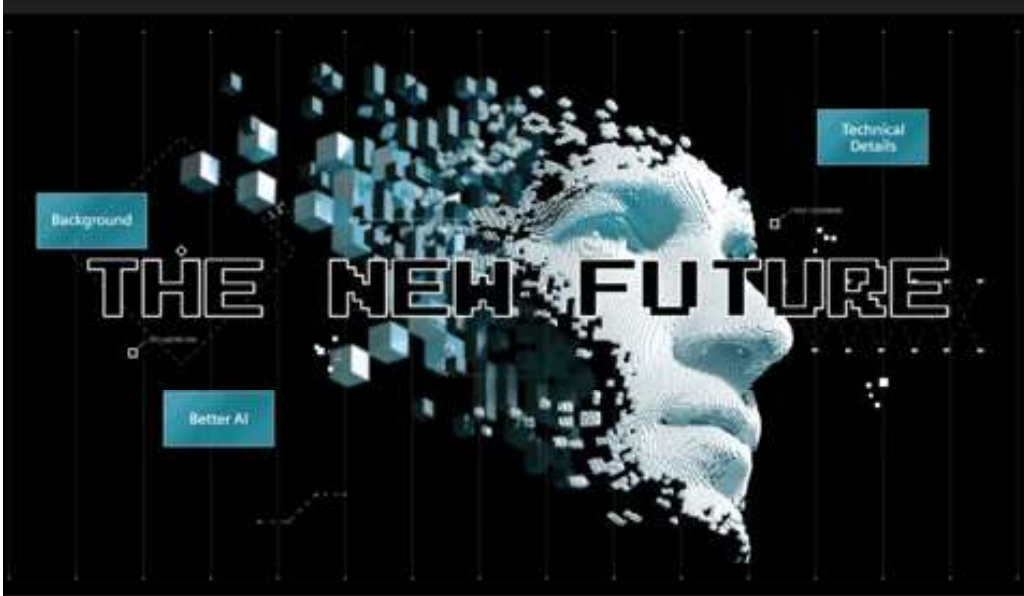 Technical
Details
Background
THE NEW FUTURE
Better AI